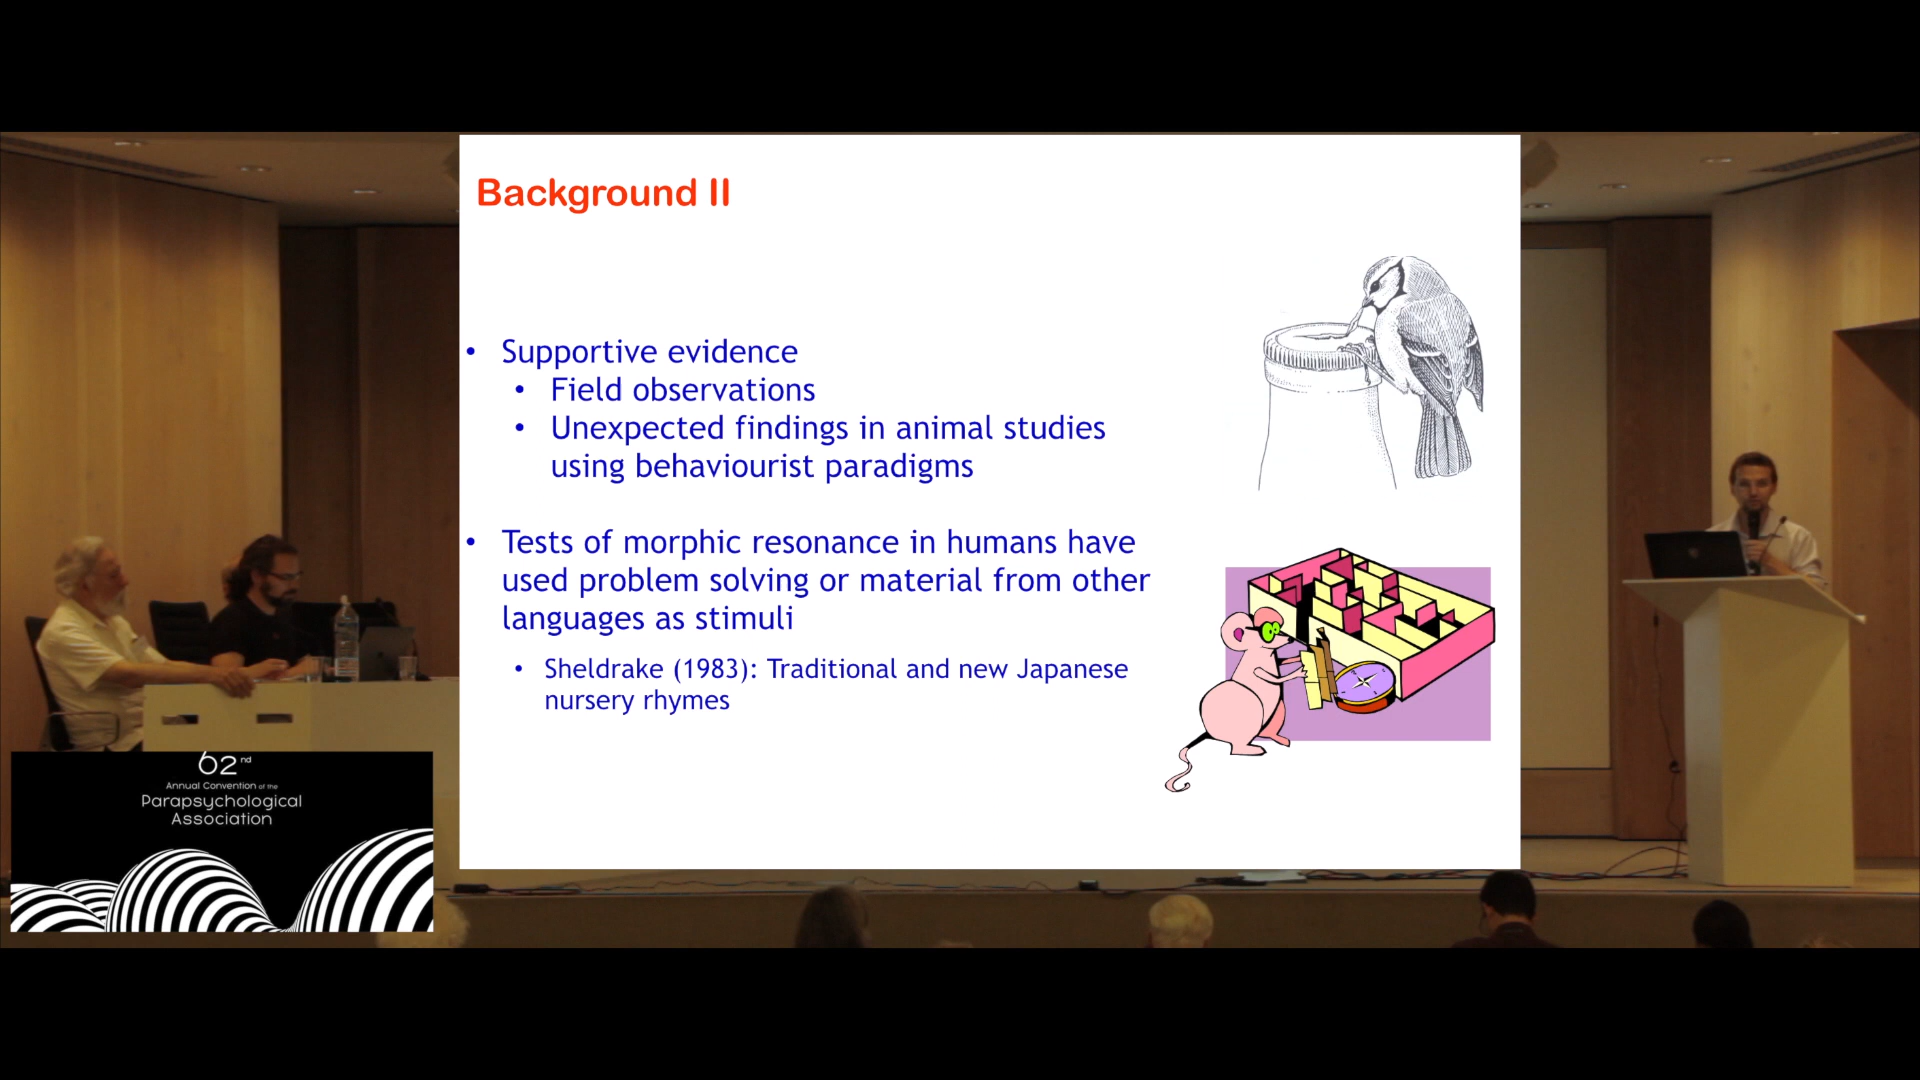 Background II
• Supportive evidence
• Field observations
• Unexpected findings in animal studies
using behaviourist paradigms
• Tests of morphic resonance in humans have
used problem solving or material from other
languages as stimuli
• Sheldrake (1983): Traditional and new Japanese
nursery rhymes
62nd
Annual Convention of the
Parapsychological
Association